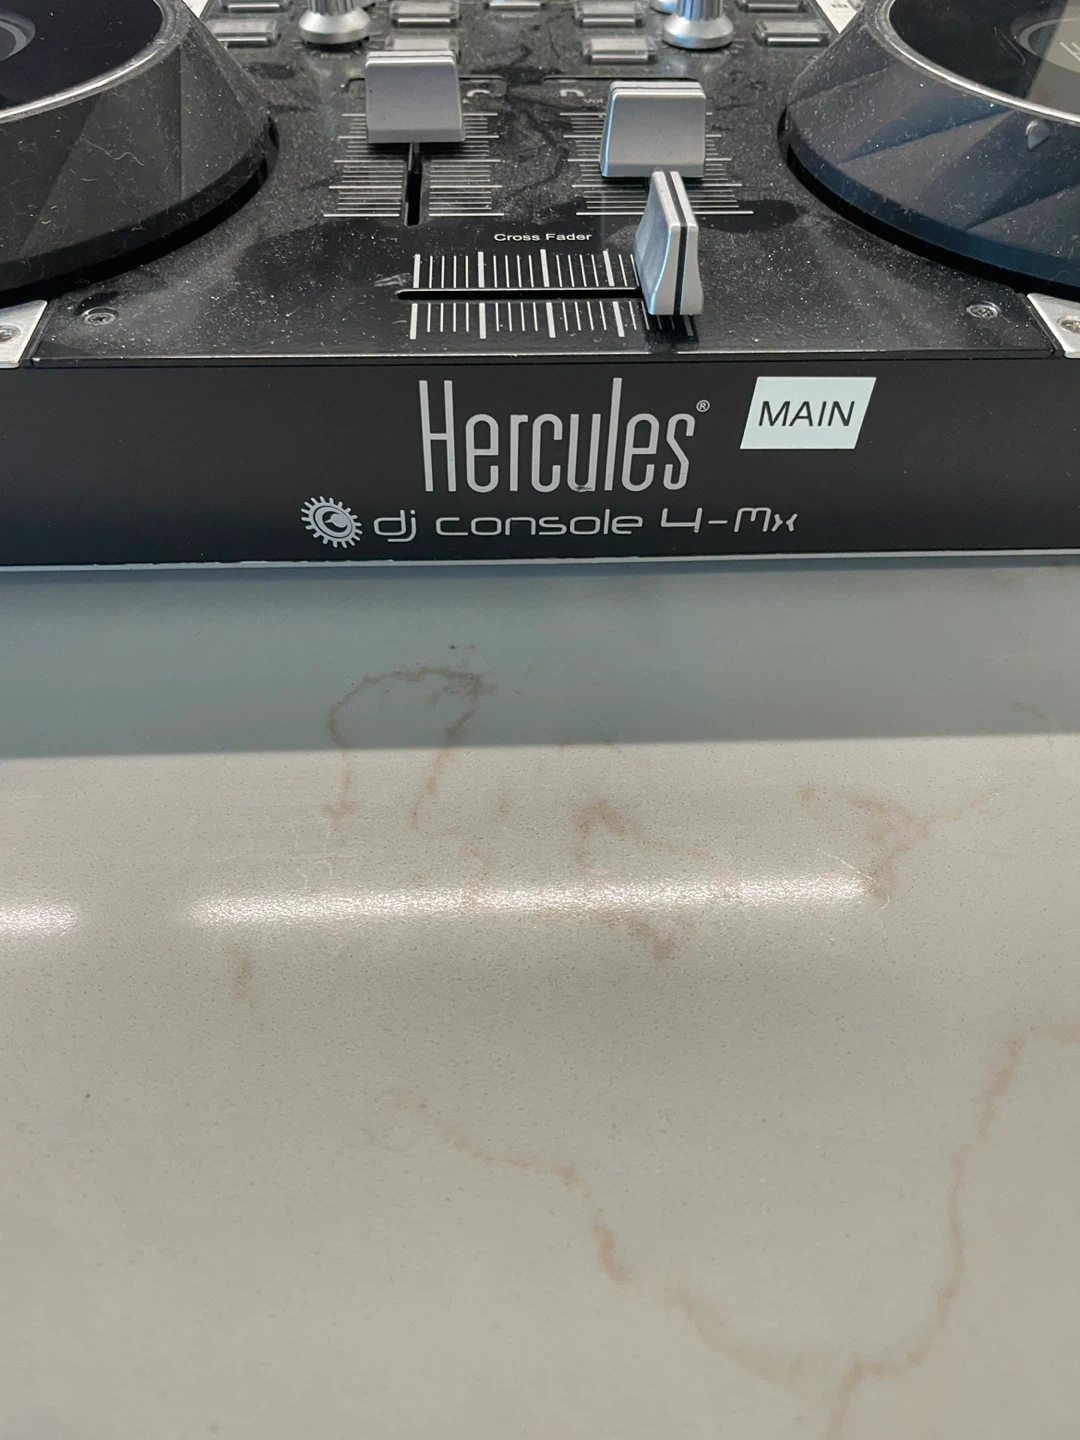 Cross Fader
Hercules®
MAIN
dj console 4-Mx